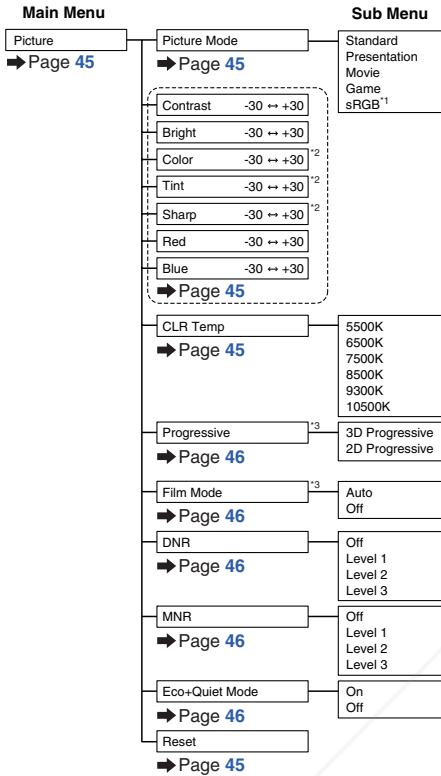 Main Menu
Sub Menu
Picture
➡Page 45
Picture Mode
➡Page 45
Standard
Presentation
Movie
Game
sRGB*1
Contrast -30 ↔ +30
Bright -30 ↔ +30
Color -30 ↔ +30 *2
Tint -30 ↔ +30 *2
Sharp -30 ↔ +30 *2
Red -30 ↔ +30
Blue -30 ↔ +30
➡Page 45
CLR Temp
➡Page 45
5500K
6500K
7500K
8500K
9300K
10500K
Progressive *3
➡Page 46
3D Progressive
2D Progressive
Film Mode *3
➡Page 46
Auto
Off
DNR
➡Page 46
Off
Level 1
Level 2
Level 3
MNR
➡Page 46
Off
Level 1
Level 2
Level 3
Eco+Quiet Mode
➡Page 46
On
Off
Reset
➡Page 45